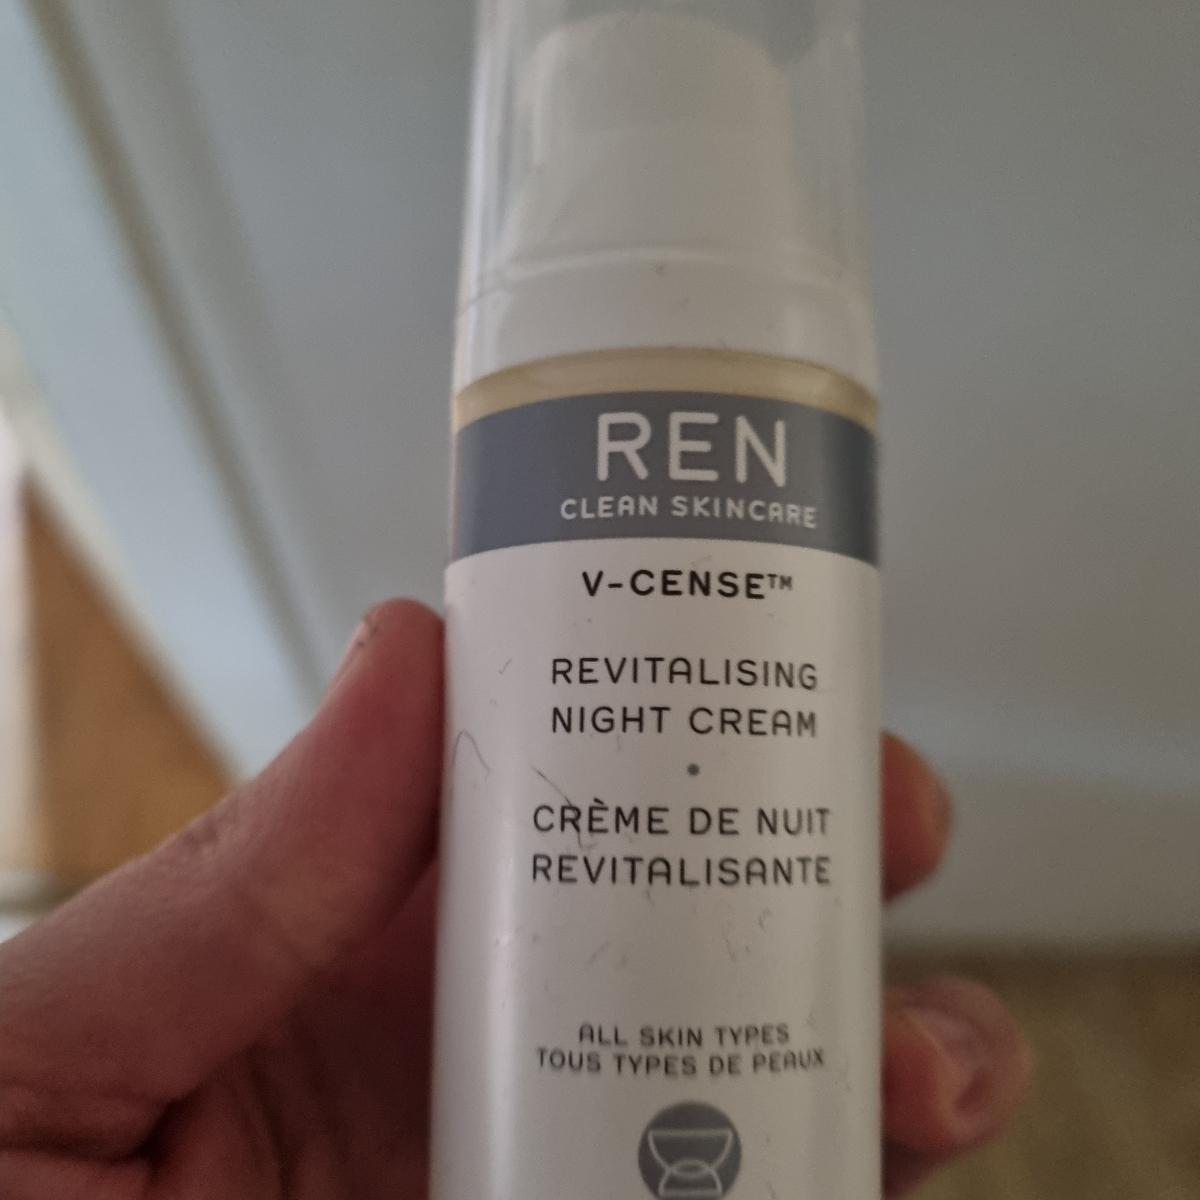 REN
CLEAN SKINCARE
V-CENSE™
REVITALISING
NIGHT CREAM
•
CRÈME DE NUIT
REVITALISANTE
ALL SKIN TYPES
TOUS TYPES DE PEAUX